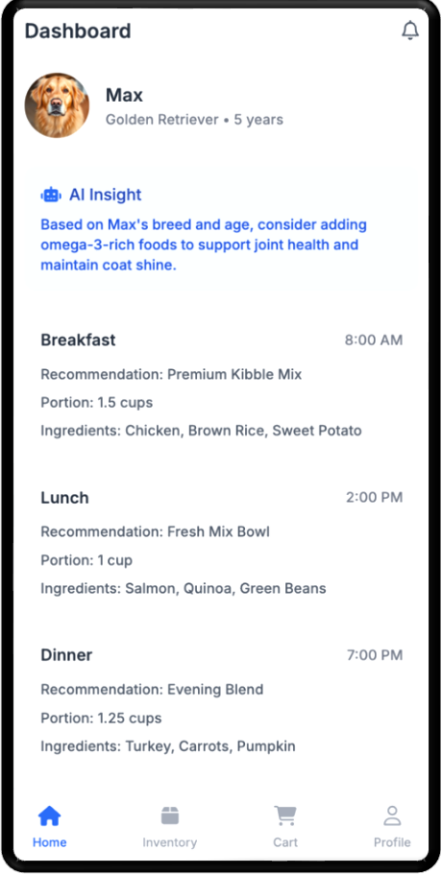 Dashboard
Max
Golden Retriever • 5 years
AI Insight
Based on Max's breed and age, consider adding
omega-3-rich foods to support joint health and
maintain coat shine.
Breakfast 8:00 AM
Recommendation: Premium Kibble Mix
Portion: 1.5 cups
Ingredients: Chicken, Brown Rice, Sweet Potato
Lunch 2:00 PM
Recommendation: Fresh Mix Bowl
Portion: 1 cup
Ingredients: Salmon, Quinoa, Green Beans
Dinner 7:00 PM
Recommendation: Evening Blend
Portion: 1.25 cups
Ingredients: Turkey, Carrots, Pumpkin
Home Inventory Cart Profile